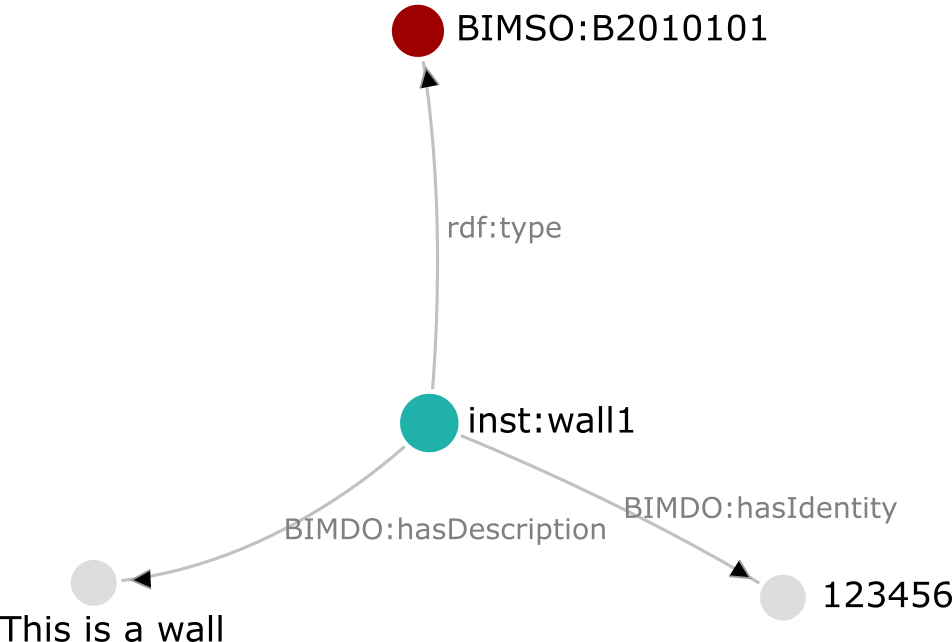 BIMSO:B2010101
rdf:type
inst:wall1
BIMDO:hasIdentity
BIMDO:hasDescription
123456
This is a wall